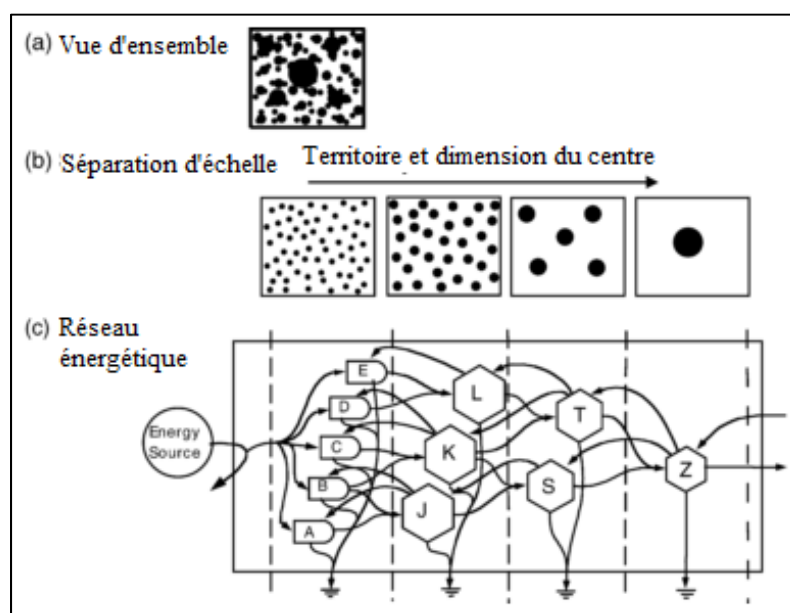 (a) Vue d'ensemble
(b) Séparation d'échelle
Territoire et dimension du centre
(c) Réseau
énergétique
Energy
Source
E
D
C
B
A
L
K
J
T
S
Z